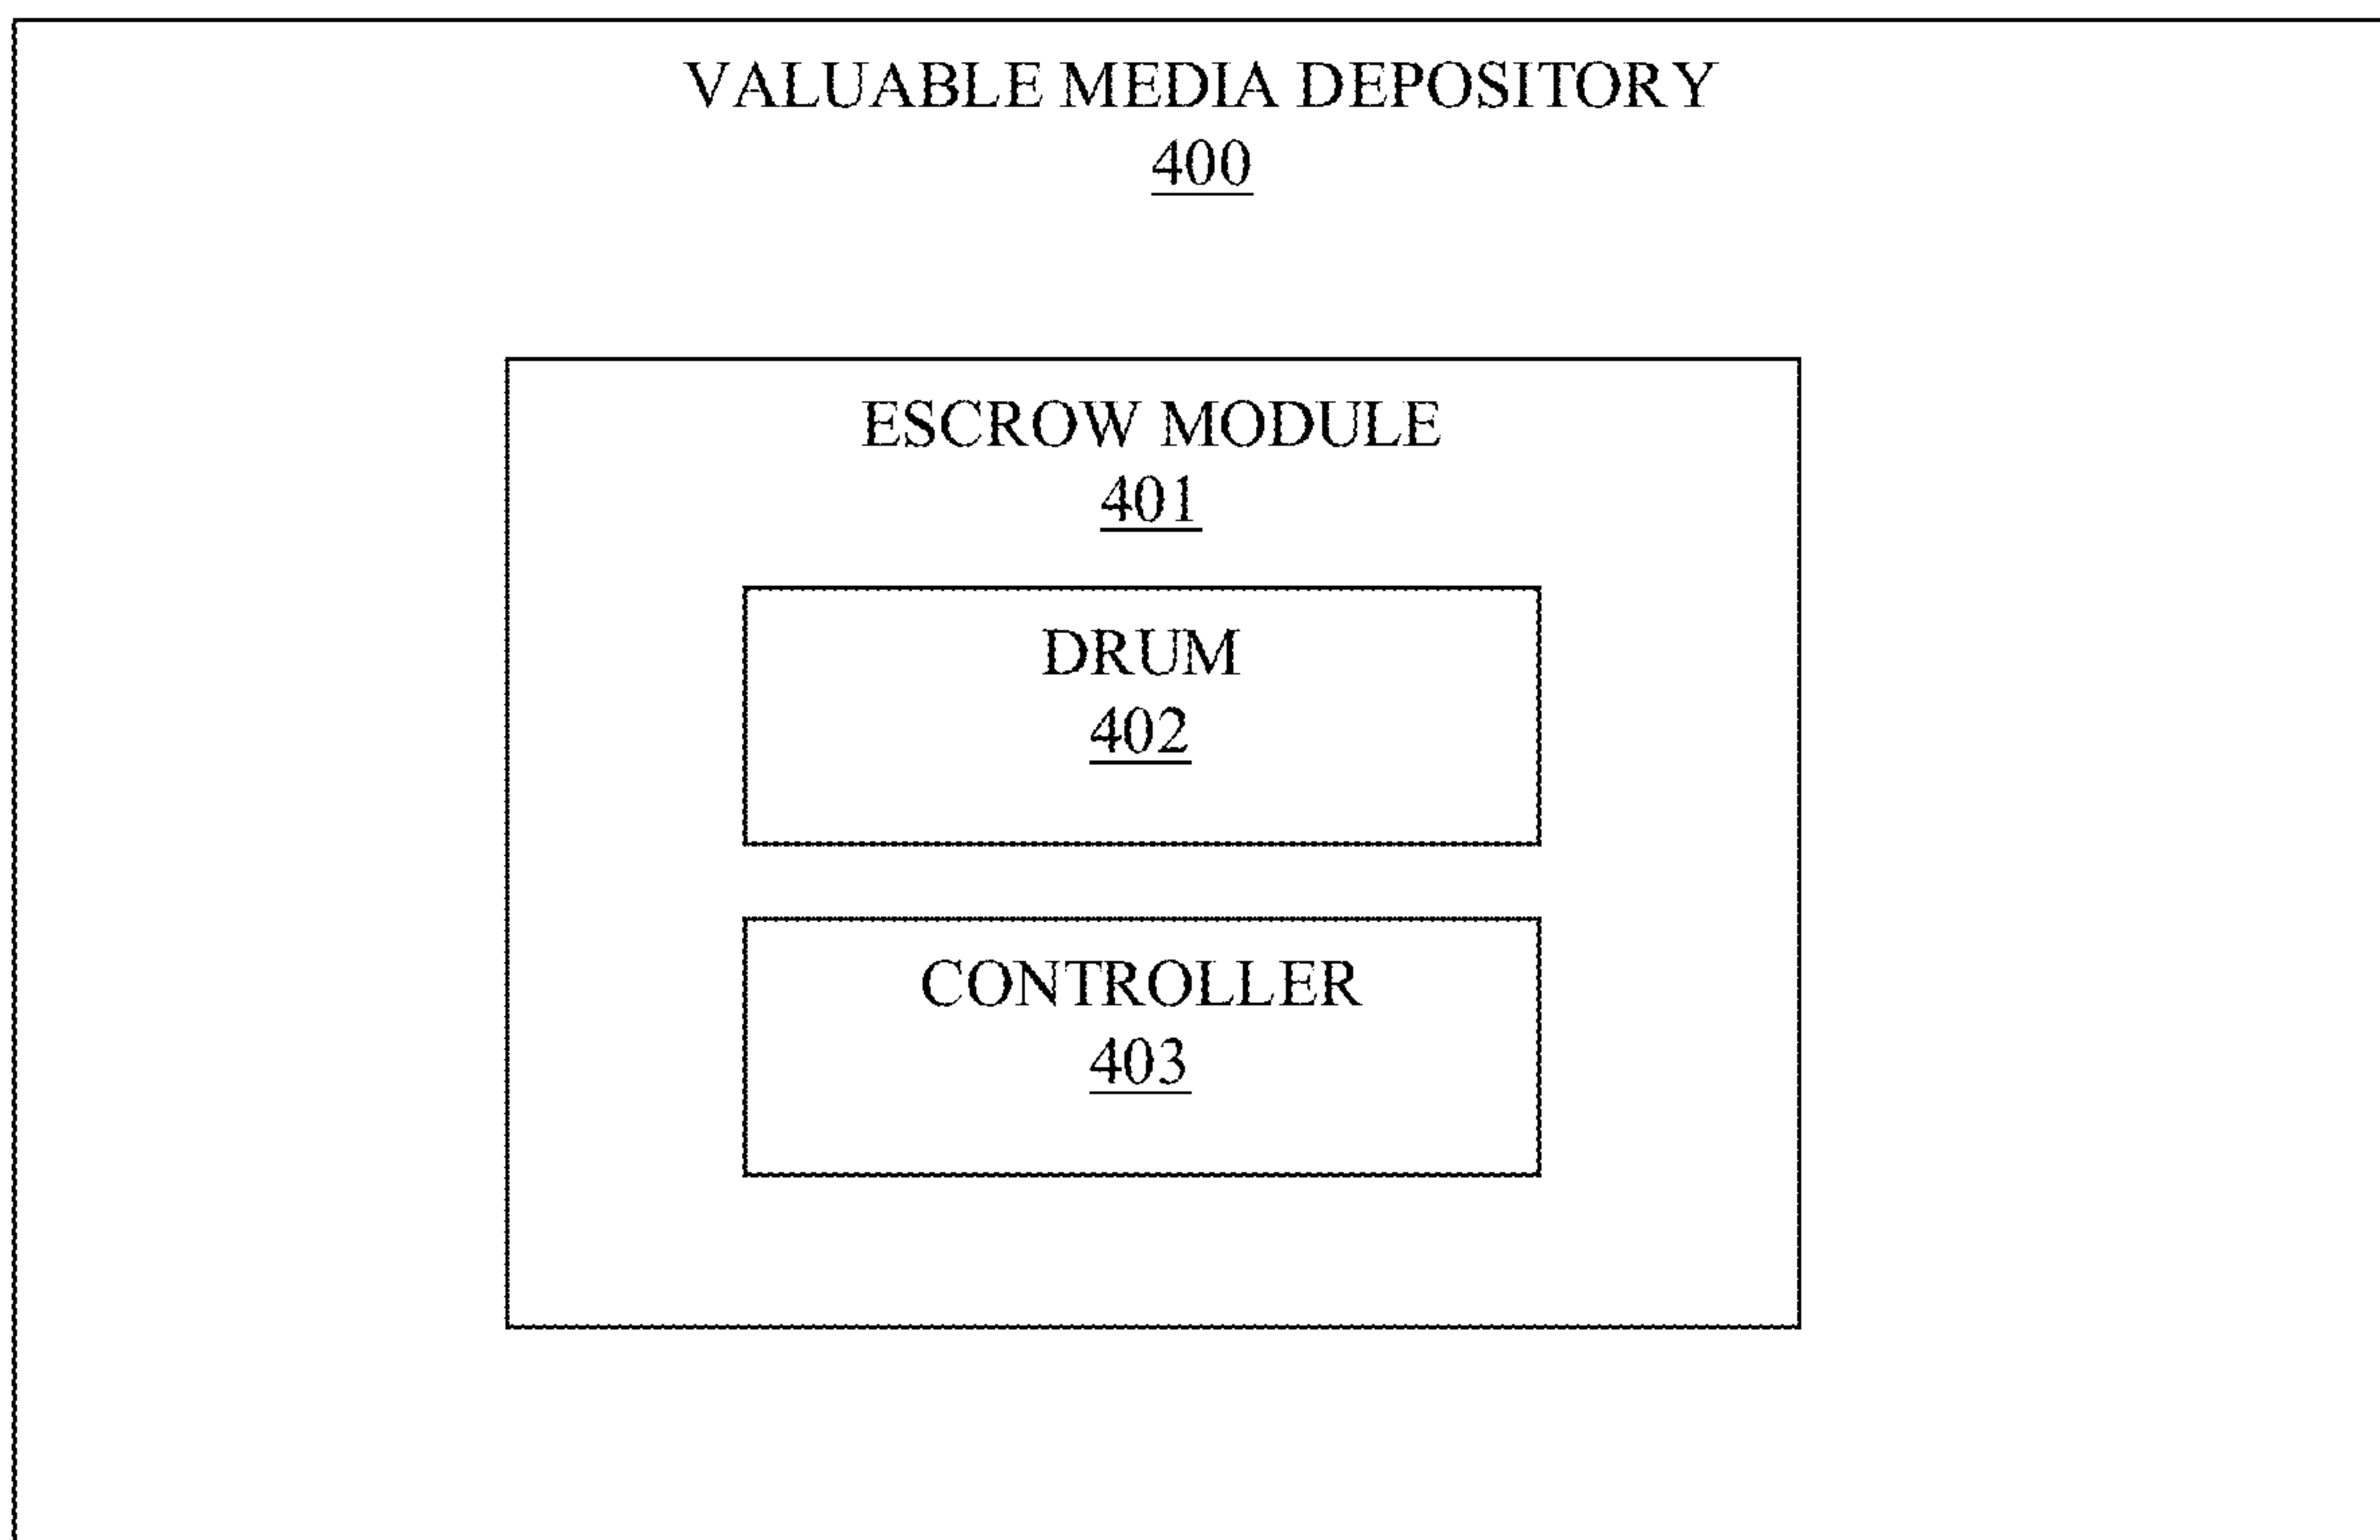 VALUABLE MEDIA DEPOSITORY
400
ESCROW MODULE
401
DRUM
402
CONTROLLER
403